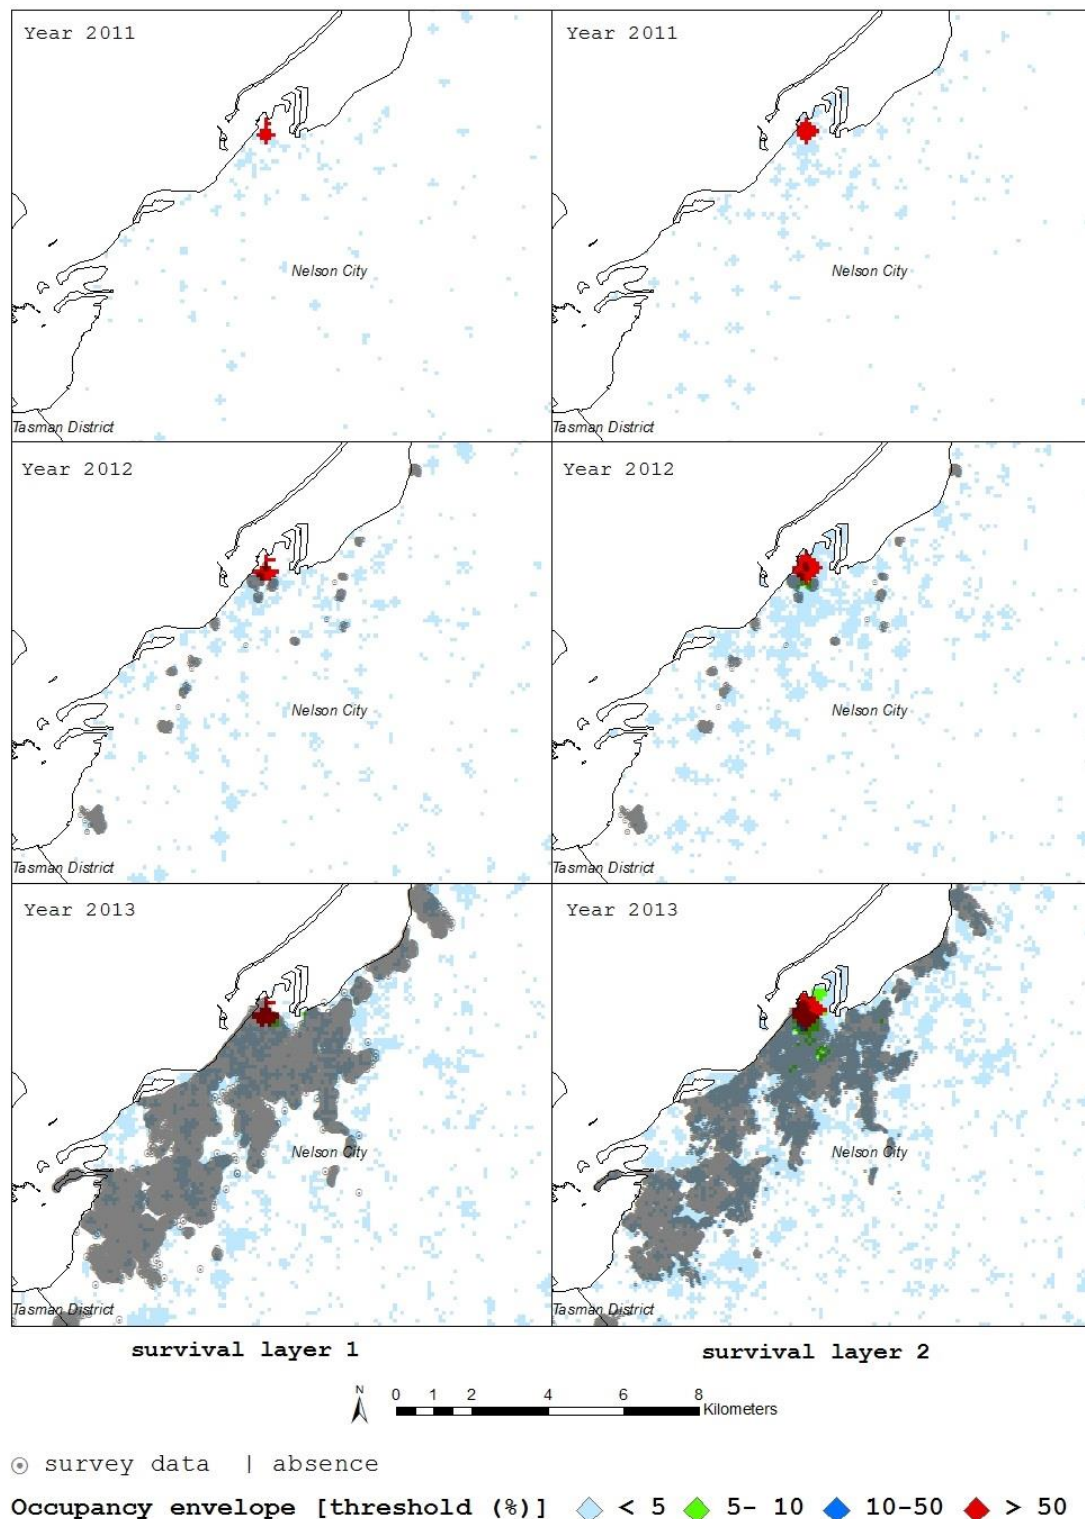 Year 2011
Year 2011
Nelson City
Nelson City
Tasman District
Tasman District
Year 2012
Year 2012
Nelson City
Nelson City
Tasman District
Tasman District
Year 2013
Year 2013
Nelson City
Nelson City
Tasman District
Tasman District
survival layer 1
survival layer 2
N
0 1 2 4 6 8
Kilometers
survey data | absence
Occupancy envelope [threshold (%)] < 5 5- 10 10-50 > 50